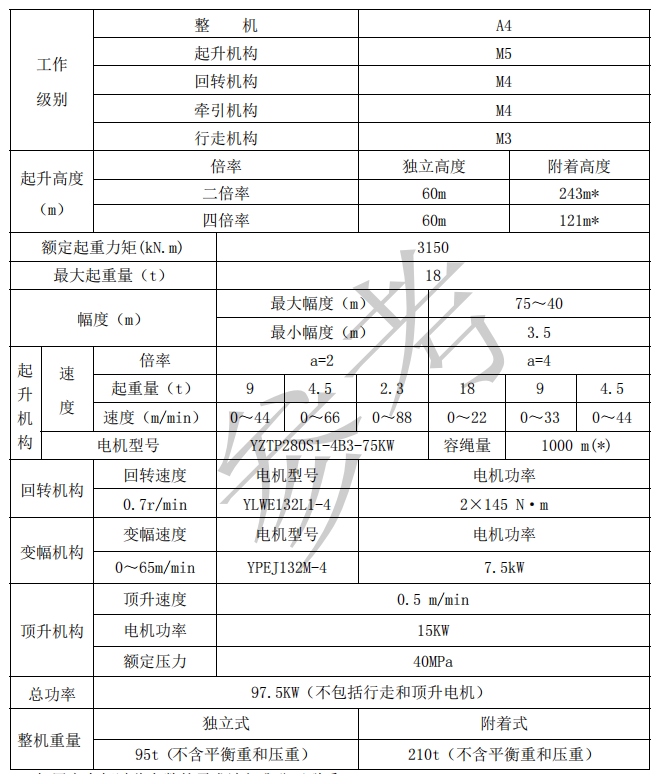 工作
级别
整 机 A4
起升机构 M5
回转机构 M4
牵引机构 M4
行走机构 M3
起升高度
（m）
倍率 独立高度 附着高度
二倍率 60m 243m*
四倍率 60m 121m*
额定起重力矩(kN.m) 3150
最大起重量（t） 18
幅度（m）
最大幅度（m） 75～40
最小幅度（m） 3.5
起升机构
速度
倍率 a=2 a=4
起重量（t） 9 4.5 2.3 18 9 4.5
速度（m/min） 0～44 0～66 0～88 0～22 0～33 0～44
电机型号 YZTP280S1-4B3-75KW 容绳量 1000 m(*)
回转机构
回转速度 电机型号 电机功率
0.7r/min YLWE132L1-4 2×145 N·m
变幅机构
变幅速度 电机型号 电机功率
0～65m/min YPEJ132M-4 7.5kW
顶升机构
顶升速度 0.5 m/min
电机功率 15KW
额定压力 40MPa
总功率 97.5KW（不包括行走和顶升电机）
整机重量
独立式 附着式
95t（不含平衡重和压重） 210t（不含平衡重和压重）
参考